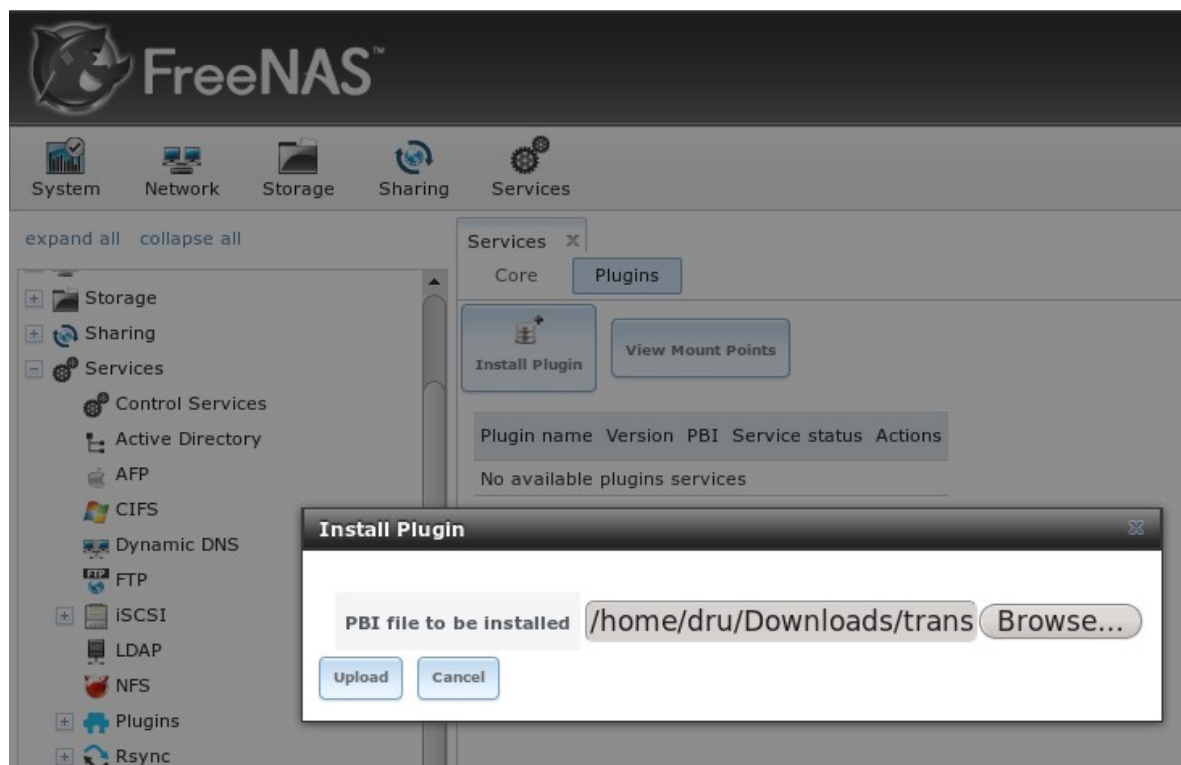 FreeNAS™
System Network Storage Sharing Services
expand all collapse all
Storage
Sharing
Services
Control Services
Active Directory
AFP
CIFS
Dynamic DNS
FTP
iSCSI
LDAP
NFS
Plugins
Rsync
Services X
Core Plugins
Install Plugin View Mount Points
Plugin name Version PBI Service status Actions
No available plugins services
Install Plugin
PBI file to be installed /home/dru/Downloads/trans Browse...
Upload Cancel